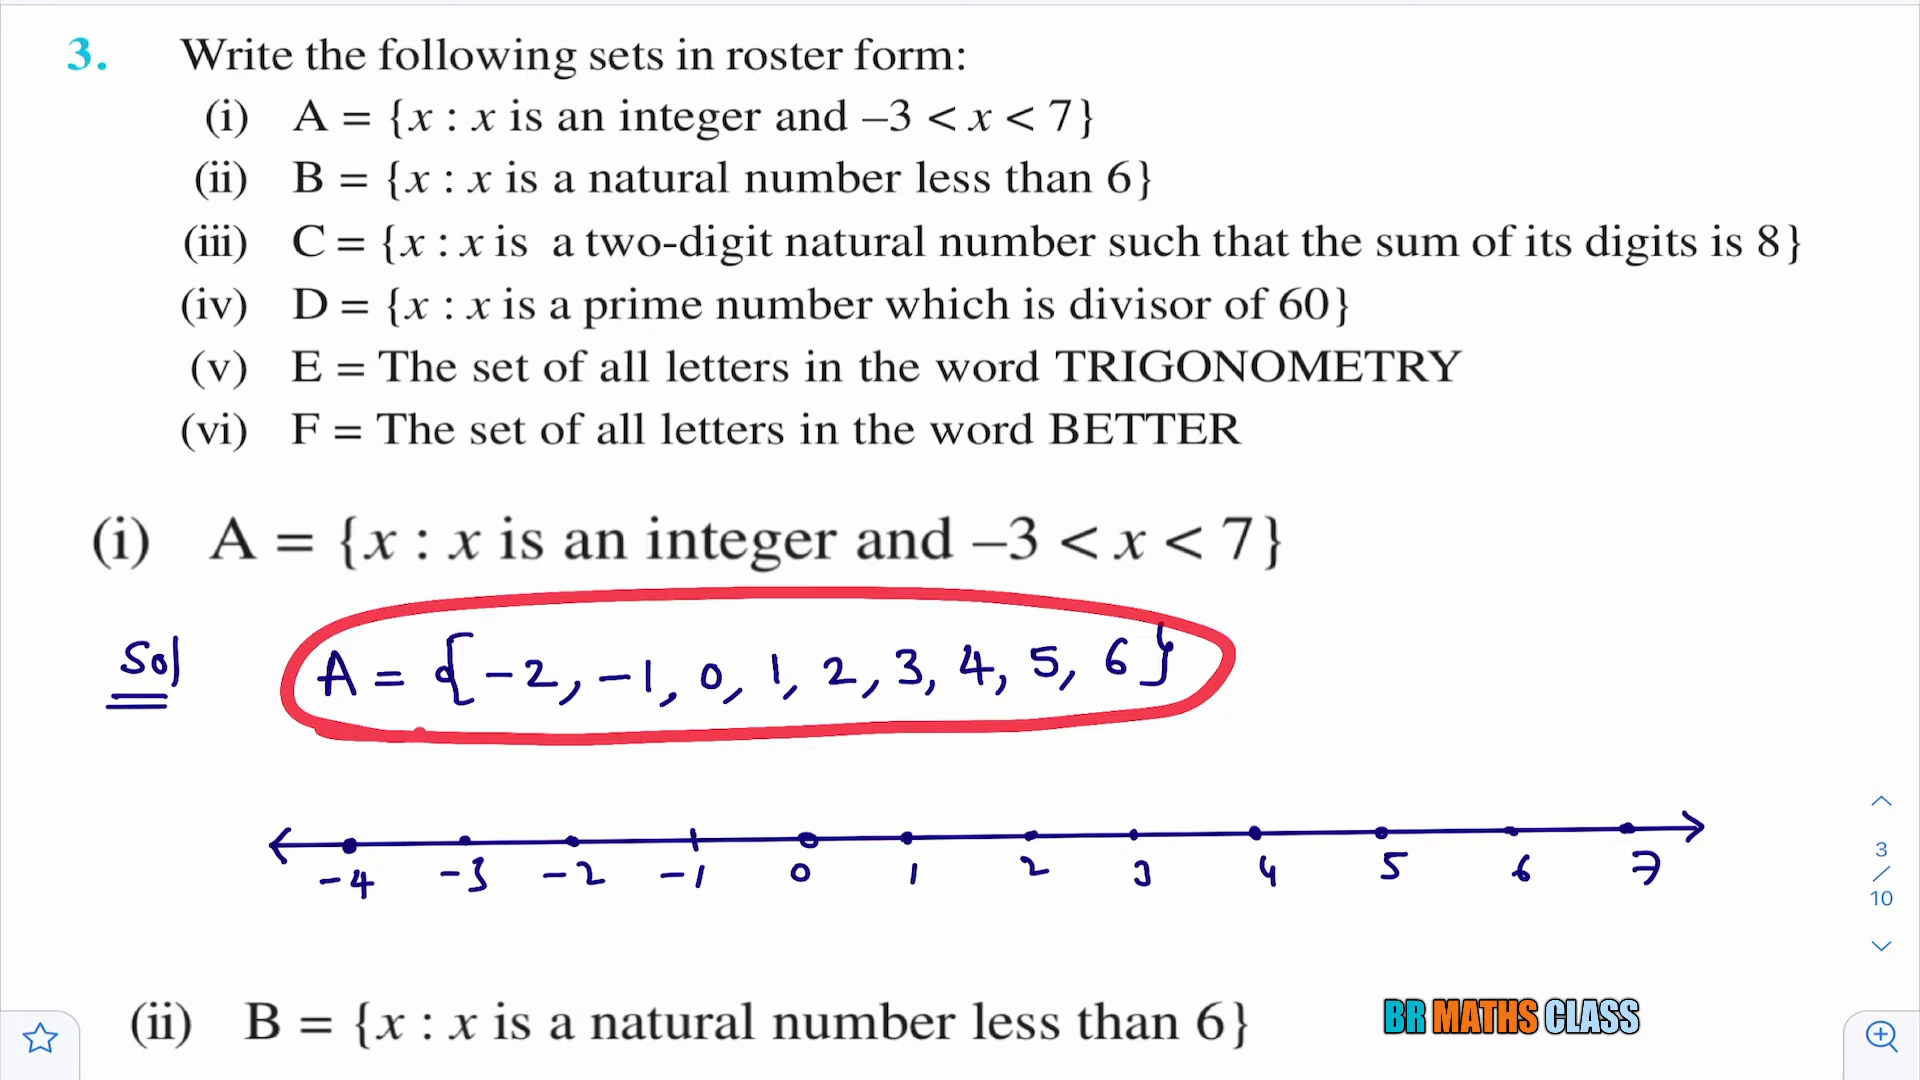 3. Write the following sets in roster form:
(i) A = {x : x is an integer and –3 < x < 7}
(ii) B = {x : x is a natural number less than 6}
(iii) C = {x : x is a two-digit natural number such that the sum of its digits is 8}
(iv) D = {x : x is a prime number which is divisor of 60}
(v) E = The set of all letters in the word TRIGONOMETRY
(vi) F = The set of all letters in the word BETTER
(i) A = {x : x is an integer and –3 < x < 7}
Sol A = {-2, -1, 0, 1, 2, 3, 4, 5, 6}
-4 -3 -2 -1 0 1 2 3 4 5 6 7
3
/
10
(ii) B = {x : x is a natural number less than 6}
BR MATHS CLASS